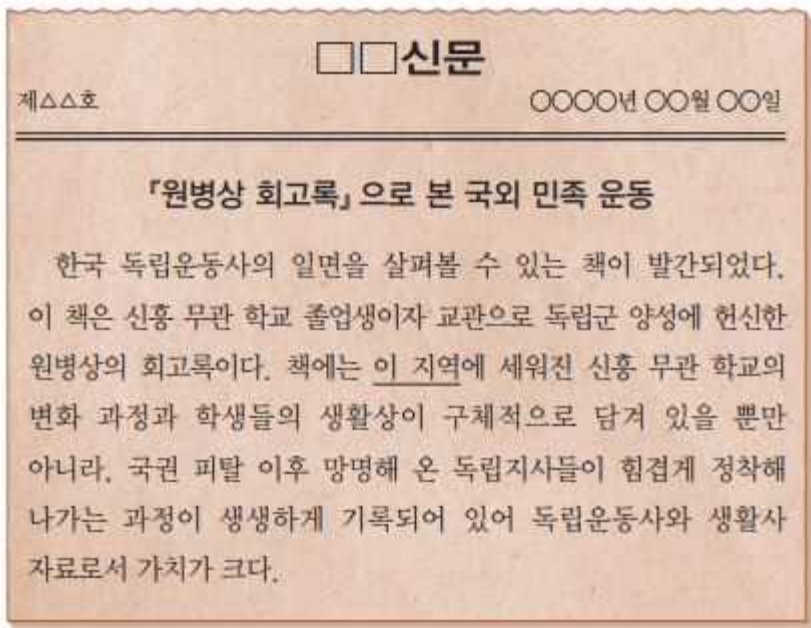 □□신문
제△△호 ○○○○년 ○○월 ○○일
『원병상 회고록』으로 본 국외 민족 운동
한국 독립운동사의 일면을 살펴볼 수 있는 책이 발간되었다.
이 책은 신흥 무관 학교 졸업생이자 교관으로 독립군 양성에 헌신한
원병상의 회고록이다. 책에는 이 지역에 세워진 신흥 무관 학교의
변화 과정과 학생들의 생활상이 구체적으로 담겨 있을 뿐만
아니라, 국권 피탈 이후 망명해 온 독립지사들이 힘겹게 정착해
나가는 과정이 생생하게 기록되어 있어 독립운동사와 생활사
자료로서 가치가 크다.